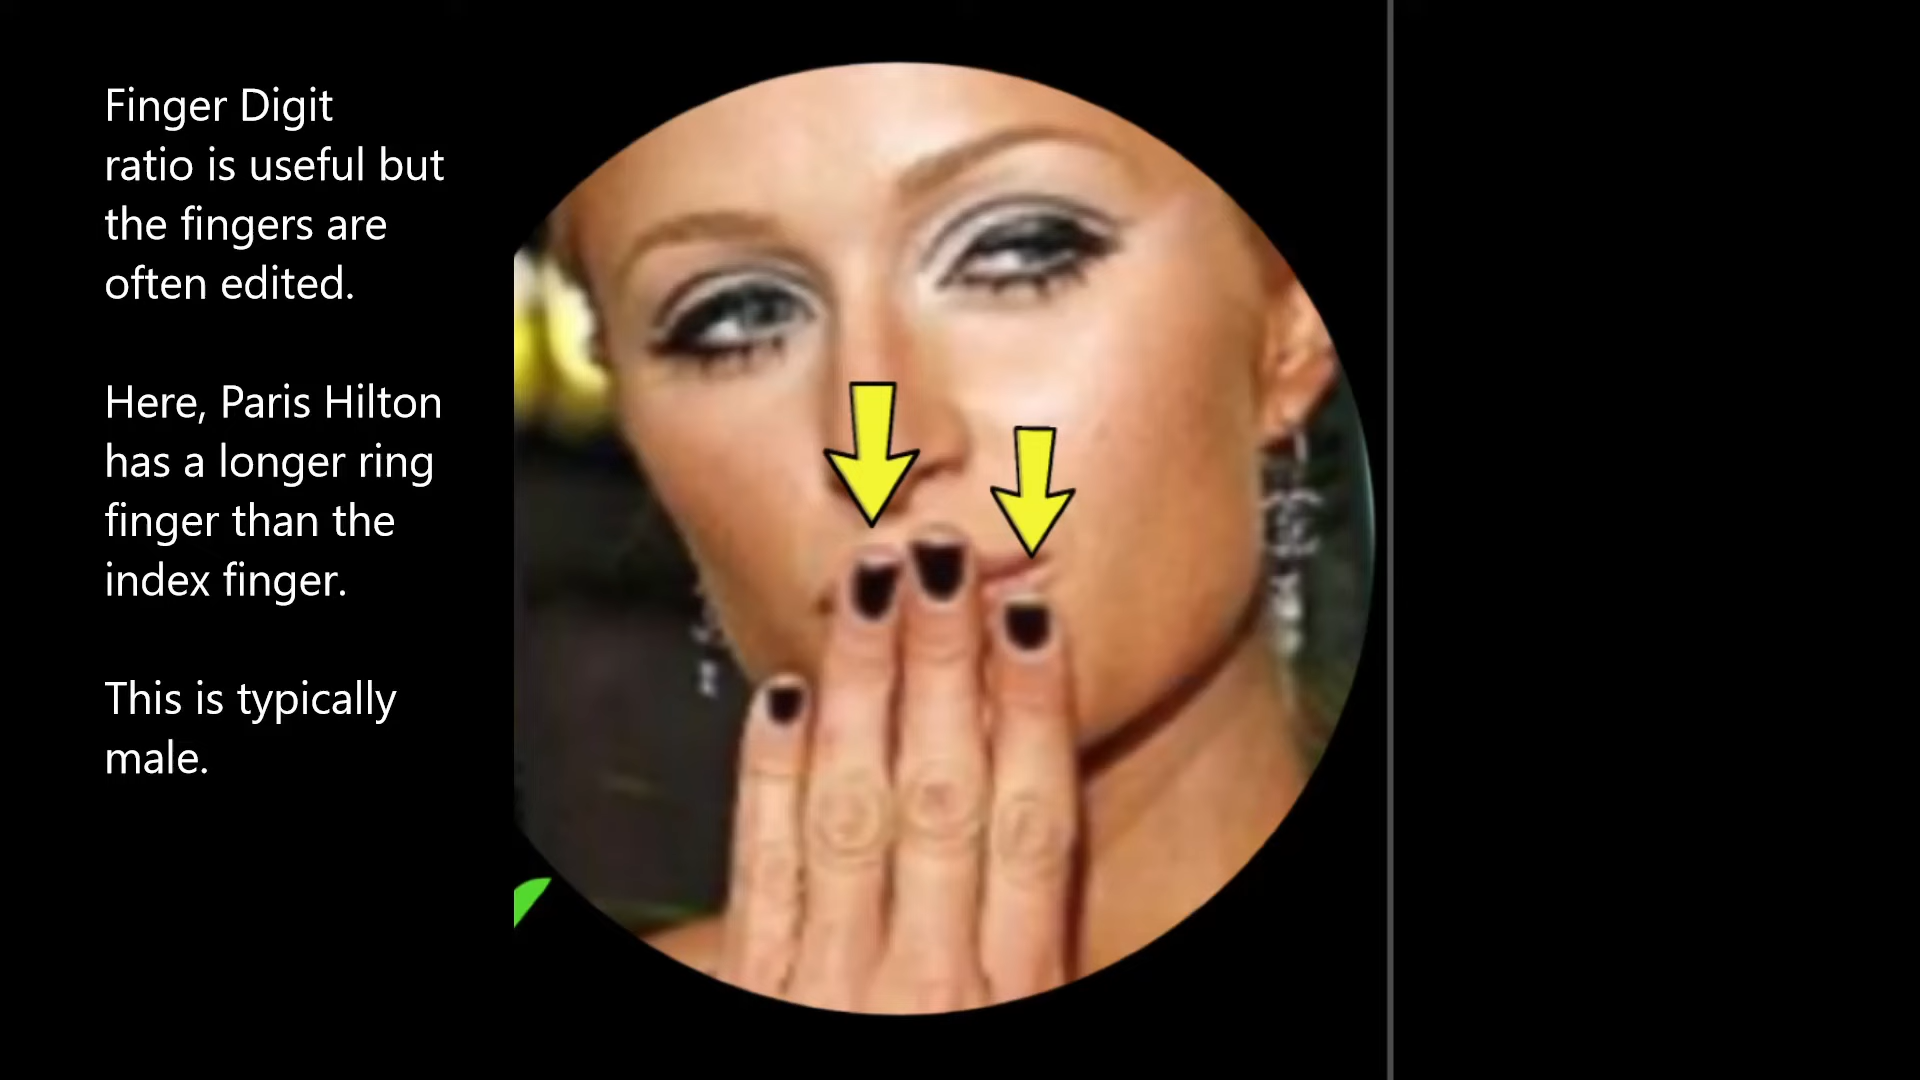 Finger Digit
ratio is useful but
the fingers are
often edited.
Here, Paris Hilton
has a longer ring
finger than the
index finger.
This is typically
male.